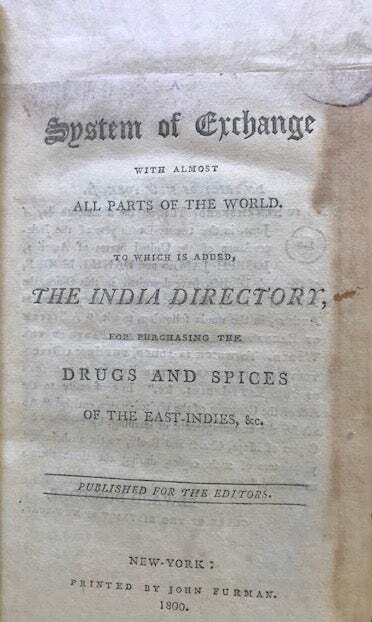 A
System of Exchange
WITH ALMOST
ALL PARTS OF THE WORLD.
TO WHICH IS ADDED,
THE INDIA DIRECTORY,
FOR PURCHASING THE
DRUGS AND SPICES
OF THE EAST-INDIES, &c.
PUBLISHED FOR THE EDITORS.
NEW-YORK:
PRINTED BY JOHN FURMAN.
1800.